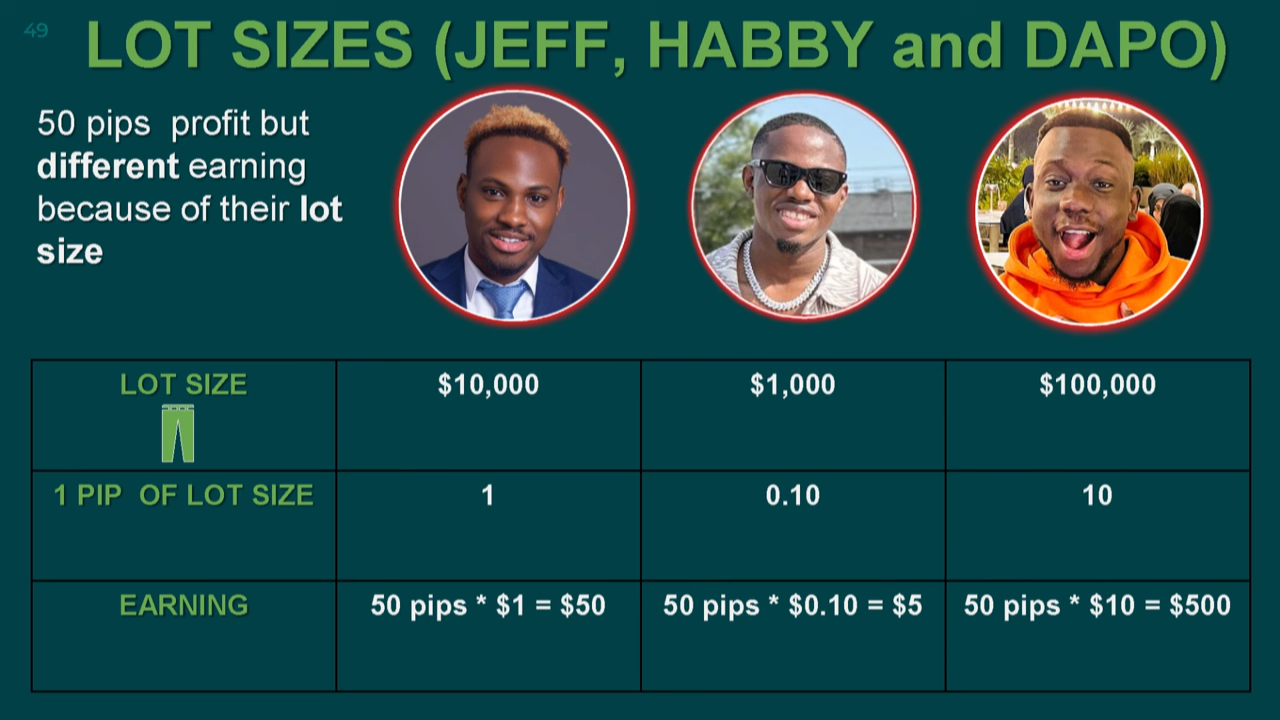 49
LOT SIZES (JEFF, HABBY and DAPO)
50 pips profit but
different earning
because of their lot
size
LOT SIZE $10,000 $1,000 $100,000
1 PIP OF LOT SIZE 1 0.10 10
EARNING 50 pips * $1 = $50 50 pips * $0.10 = $5 50 pips * $10 = $500